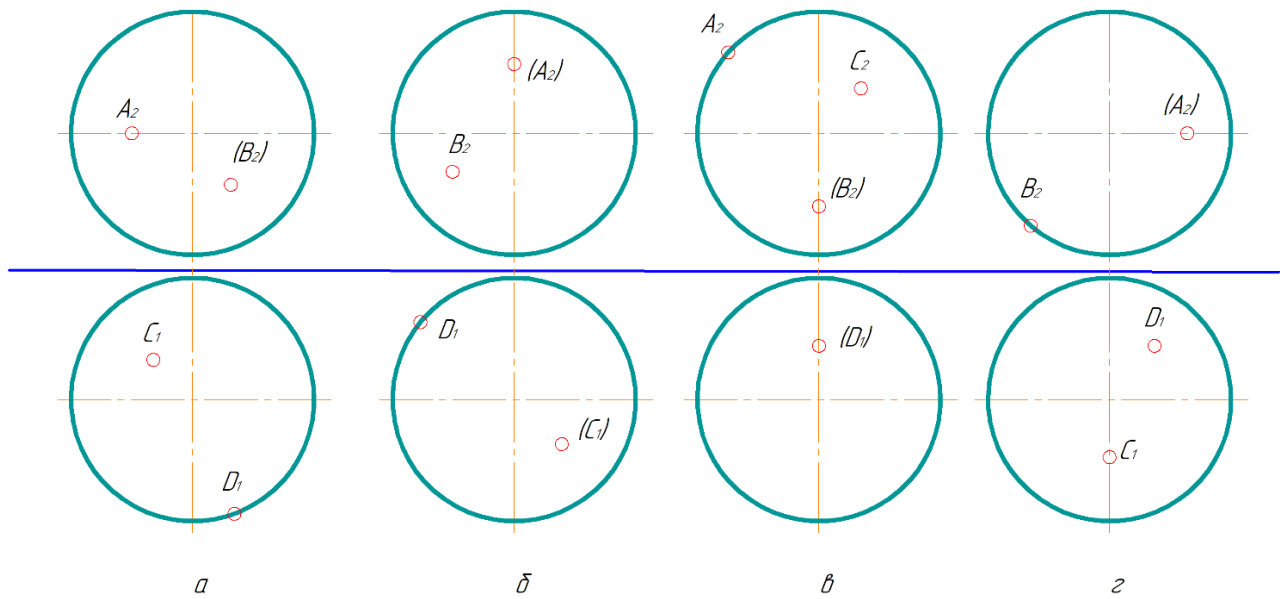 A₂ (B₂)
C₁ D₁
а
(A₂) B₂
D₁ (C₁)
б
A₂ C₂ (B₂)
(D₁)
в
(A₂) B₂
D₁ C₁
г